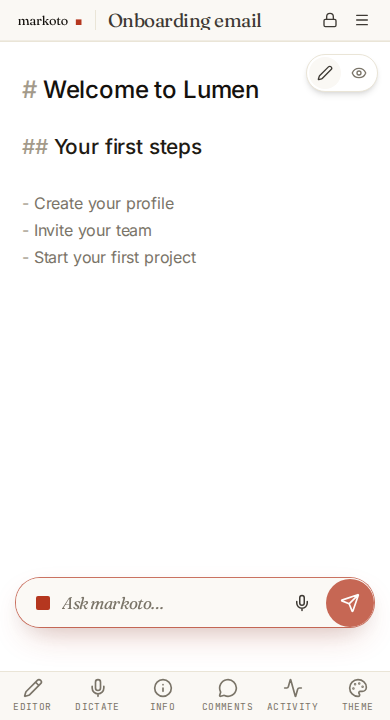 markoto
Onboarding email
# Welcome to Lumen
## Your first steps
- Create your profile
- Invite your team
- Start your first project
Ask markoto...
EDITOR DICTATE INFO COMMENTS ACTIVITY THEME